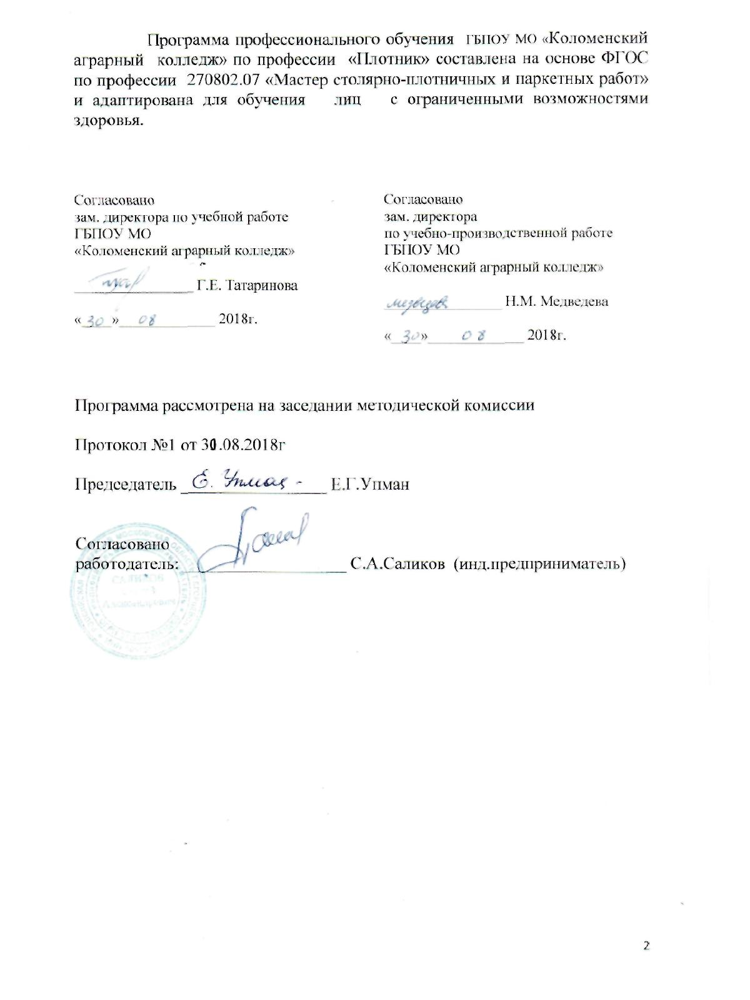 Программа профессионального обучения ГБПОУ МО «Коломенский
аграрный колледж» по профессии «Плотник» составлена на основе ФГОС
по профессии 270802.07 «Мастер столярно-плотничных и паркетных работ»
и адаптирована для обучения лиц с ограниченными возможностями
здоровья.
Согласовано
зам. директора по учебной работе
ГБПОУ МО
«Коломенский аграрный колледж»
____________ Г.Е. Татаринова
«30» 08 2018г.
Согласовано
зам. директора
по учебно-производственной работе
ГБПОУ МО
«Коломенский аграрный колледж»
Медведева Н.М. Медведева
«30» 08 2018г.
Программа рассмотрена на заседании методической комиссии
Протокол №1 от 30.08.2018г
Председатель Е. Упман - Е.Г.Упман
Согласовано
работодатель: ____________ С.А.Саликов (инд.предприниматель)
САЛИКОВ
Александрович
2